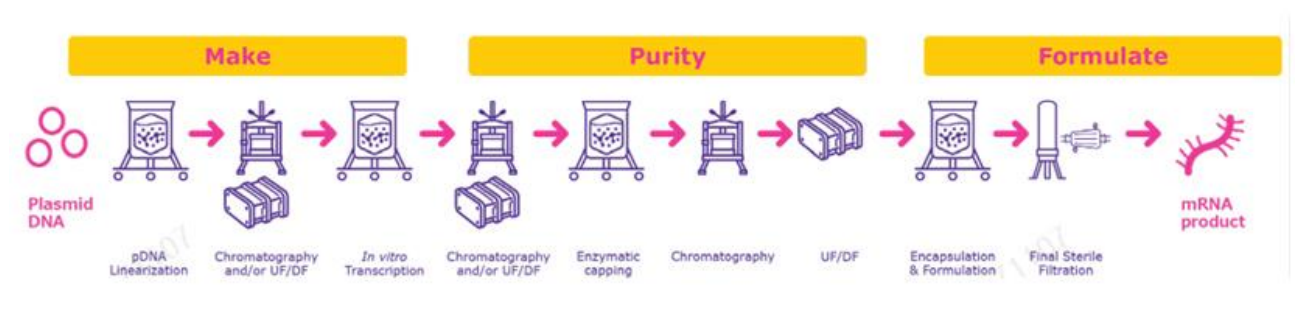 Make
Purity
Formulate
Plasmid
DNA
pDNA
Linearization
Chromatography
and/or UF/DF
In vitro
Transcription
Chromatography
and/or UF/DF
Enzymatic
capping
Chromatography
UF/DF
Encapsulation
& Formulation
Final Sterile
Filtration
mRNA
product